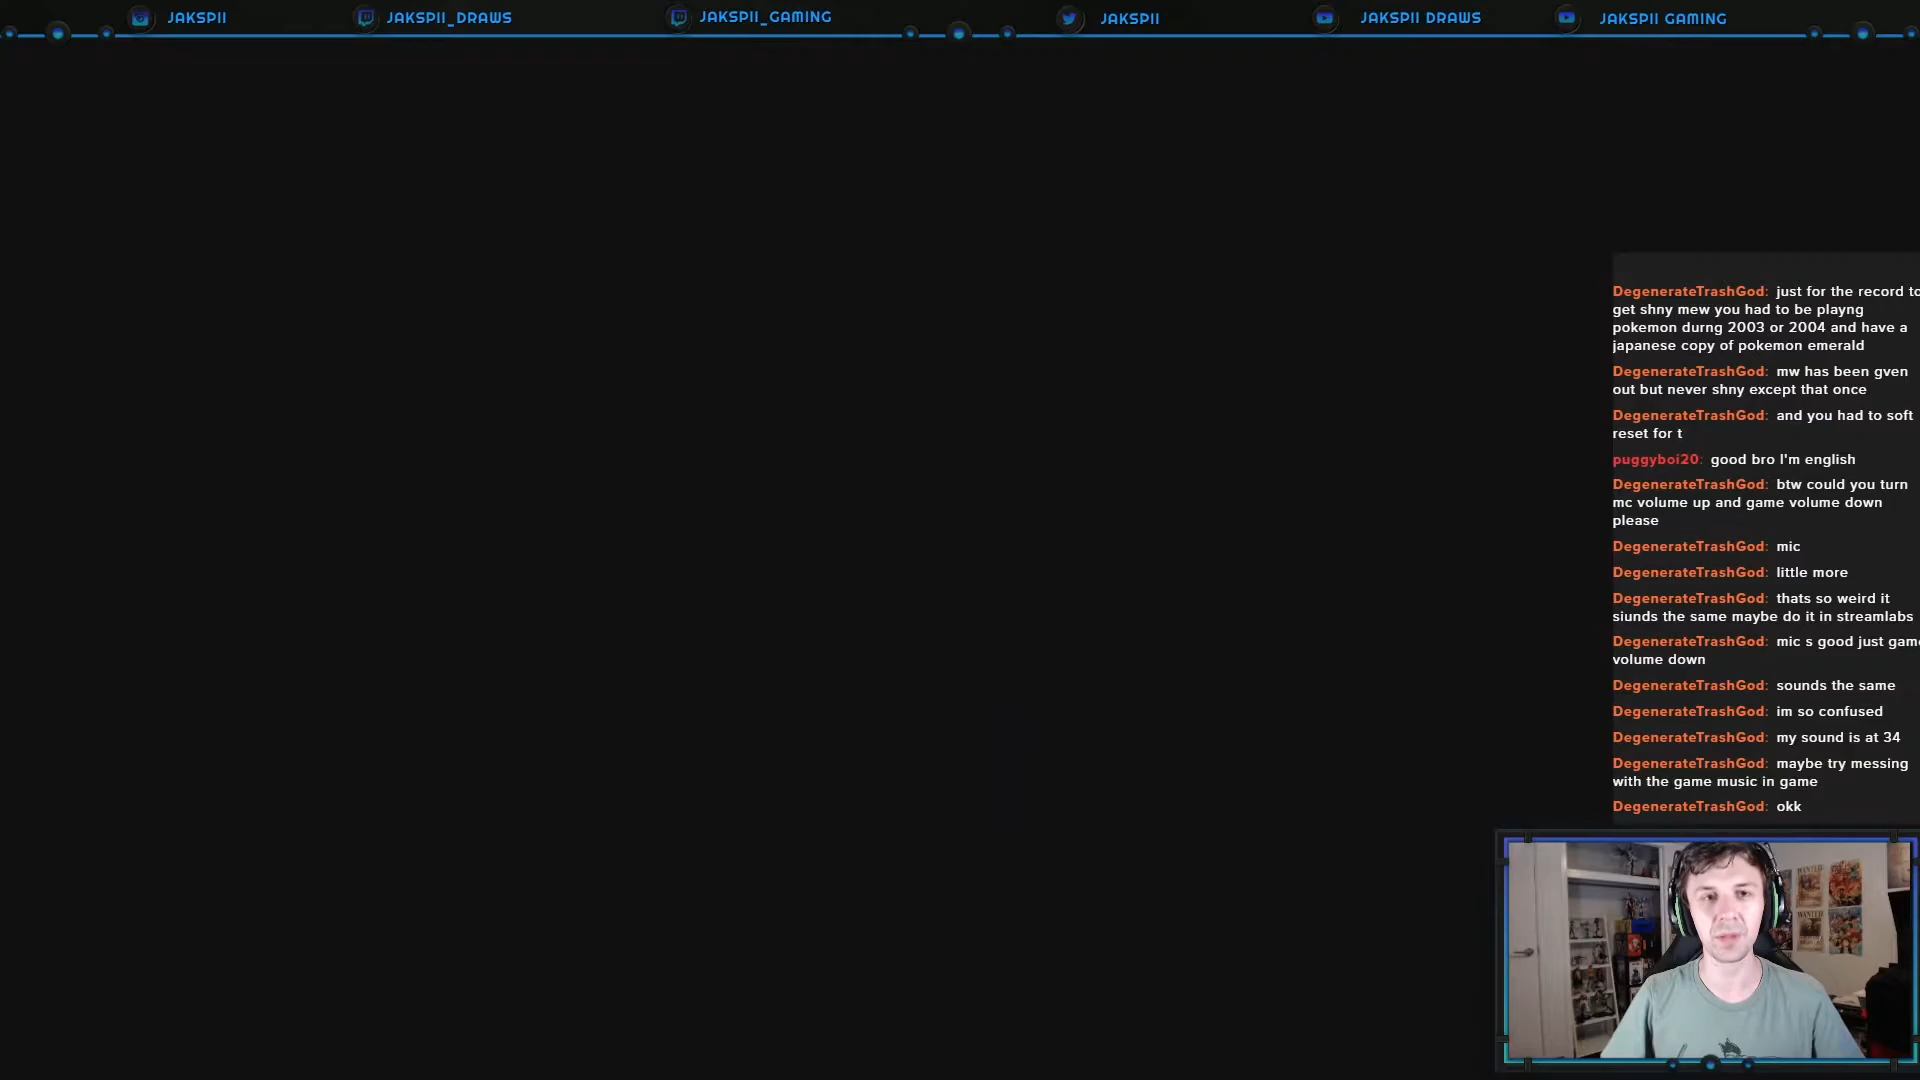 JAKSPII
JAKSPII_DRAWS
JAKSPII_GAMING
JAKSPII
JAKSPII DRAWS
JAKSPII GAMING
DegenerateTrashGod: just for the record to
get shny mew you had to be playng
pokemon durng 2003 or 2004 and have a
japanese copy of pokemon emerald
DegenerateTrashGod: mw has been gven
out but never shny except that once
DegenerateTrashGod: and you had to soft
reset for t
puggyboi20: good bro I'm english
DegenerateTrashGod: btw could you turn
mc volume up and game volume down
please
DegenerateTrashGod: mic
DegenerateTrashGod: little more
DegenerateTrashGod: thats so weird it
siunds the same maybe do it in streamlabs
DegenerateTrashGod: mic s good just game
volume down
DegenerateTrashGod: sounds the same
DegenerateTrashGod: im so confused
DegenerateTrashGod: my sound is at 34
DegenerateTrashGod: maybe try messing
with the game music in game
DegenerateTrashGod: okk
WANTED
WANTED